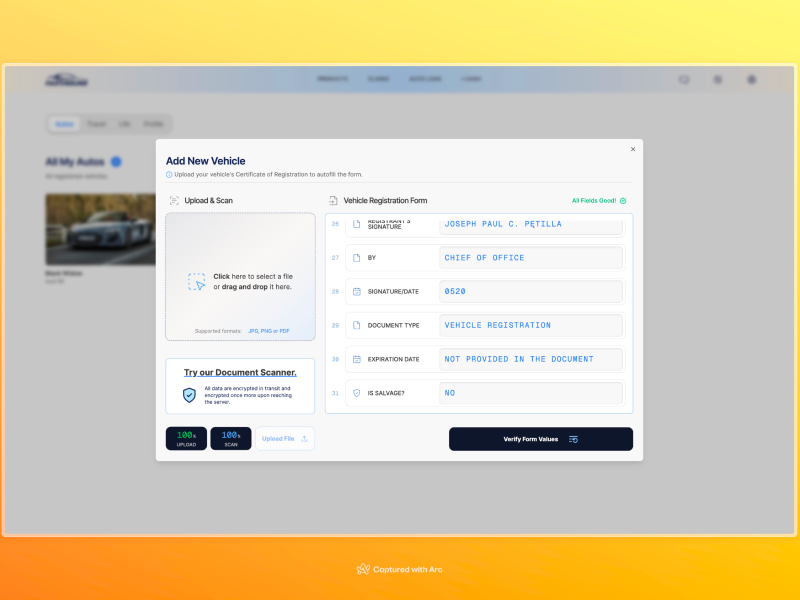 PRODUCTS CLAIMS AUTO LOAN
Autos Travel Life Profile
All My Autos
Add New Vehicle
Upload your vehicle's Certificate of Registration to autofill the form.
Upload & Scan
Vehicle Registration Form
All Fields Good!
Click here to select a file
or drag and drop it here.
Supported formats: JPG, PNG or PDF
Try our Document Scanner.
All data are encrypted in transit and
encrypted once more upon reaching
the server.
100%
UPLOAD
100%
SCAN
Upload File
26 REGISTRANT'S
SIGNATURE
JOSEPH PAUL C. PETILLA
27 BY CHIEF OF OFFICE
28 SIGNATURE/DATE 0520
29 DOCUMENT TYPE VEHICLE REGISTRATION
30 EXPIRATION DATE NOT PROVIDED IN THE DOCUMENT
31 IS SALVAGE? NO
Verify Form Values
Captured with Arc